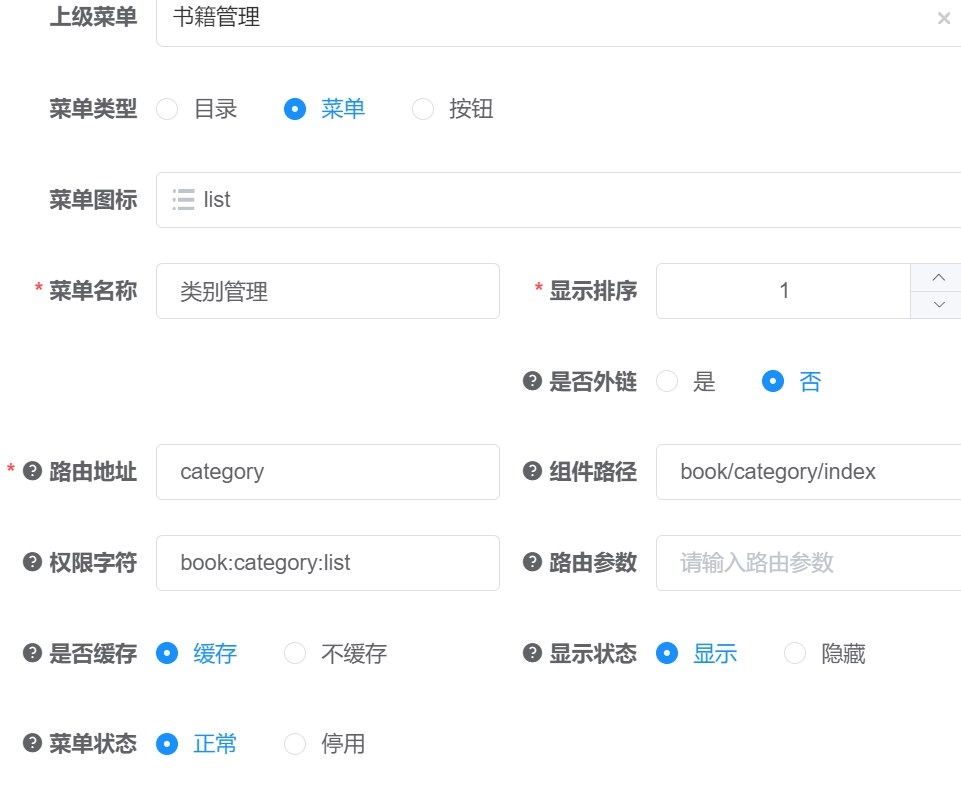 上级菜单 书籍管理
菜单类型 目录 菜单 按钮
菜单图标 list
* 菜单名称 类别管理 * 显示排序 1
是否外链 是 否
* 路由地址 category 组件路径 book/category/index
权限字符 book:category:list 路由参数 请输入路由参数
是否缓存 缓存 不缓存 显示状态 显示 隐藏
菜单状态 正常 停用